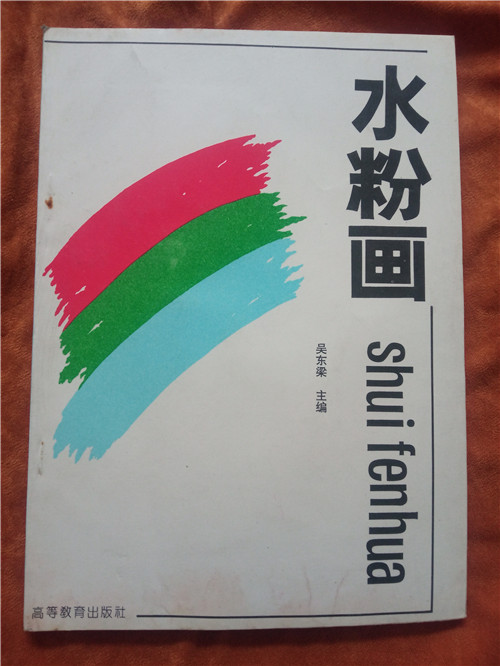 水粉画
shui fenhua
吴东梁 主编
高等教育出版社